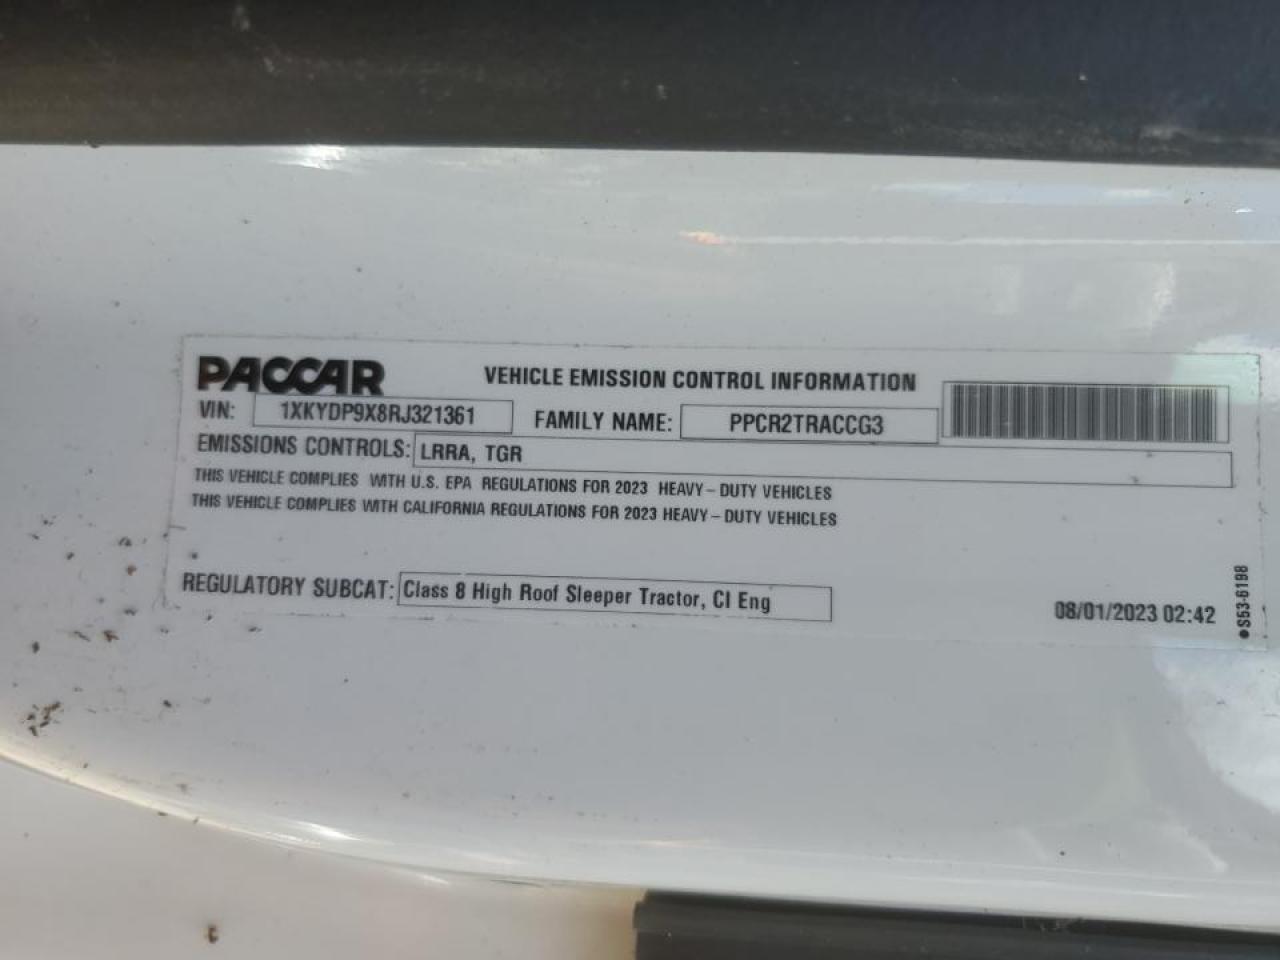 PACCAR VEHICLE EMISSION CONTROL INFORMATION
VIN: 1XKYDP9X8RJ321361 FAMILY NAME: PPCR2TRACCG3
EMISSIONS CONTROLS: LRRA, TGR
THIS VEHICLE COMPLIES WITH U.S. EPA REGULATIONS FOR 2023 HEAVY-DUTY VEHICLES
THIS VEHICLE COMPLIES WITH CALIFORNIA REGULATIONS FOR 2023 HEAVY-DUTY VEHICLES
REGULATORY SUBCAT: Class 8 High Roof Sleeper Tractor, CI Eng
08/01/2023 02:42
●S53-6198